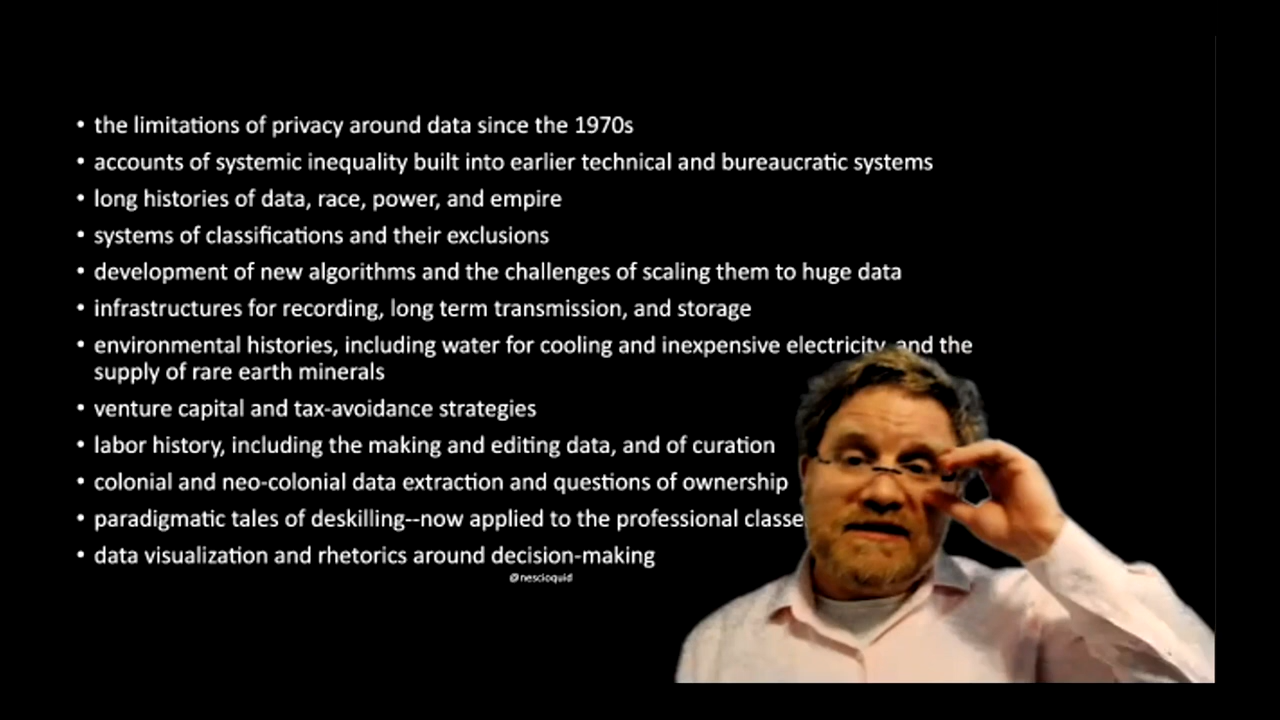 • the limitations of privacy around data since the 1970s
• accounts of systemic inequality built into earlier technical and bureaucratic systems
• long histories of data, race, power, and empire
• systems of classifications and their exclusions
• development of new algorithms and the challenges of scaling them to huge data
• infrastructures for recording, long term transmission, and storage
• environmental histories, including water for cooling and inexpensive electricity, and the
supply of rare earth minerals
• venture capital and tax-avoidance strategies
• labor history, including the making and editing data, and of curation
• colonial and neo-colonial data extraction and questions of ownership
• paradigmatic tales of deskilling--now applied to the professional classe
• data visualization and rhetorics around decision-making
@nescioquid